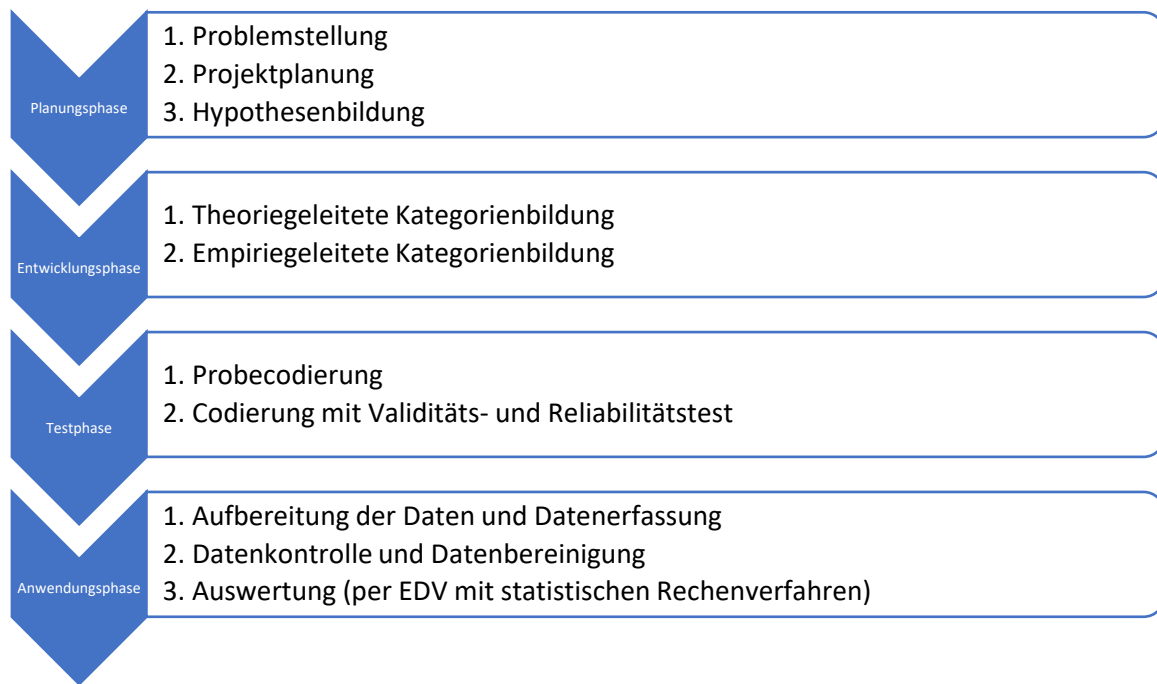 Planungsphase
1. Problemstellung
2. Projektplanung
3. Hypothesenbildung
Entwicklungsphase
1. Theoriegeleitete Kategorienbildung
2. Empiriegeleitete Kategorienbildung
Testphase
1. Probecodierung
2. Codierung mit Validitäts- und Reliabilitätstest
Anwendungsphase
1. Aufbereitung der Daten und Datenerfassung
2. Datenkontrolle und Datenbereinigung
3. Auswertung (per EDV mit statistischen Rechenverfahren)